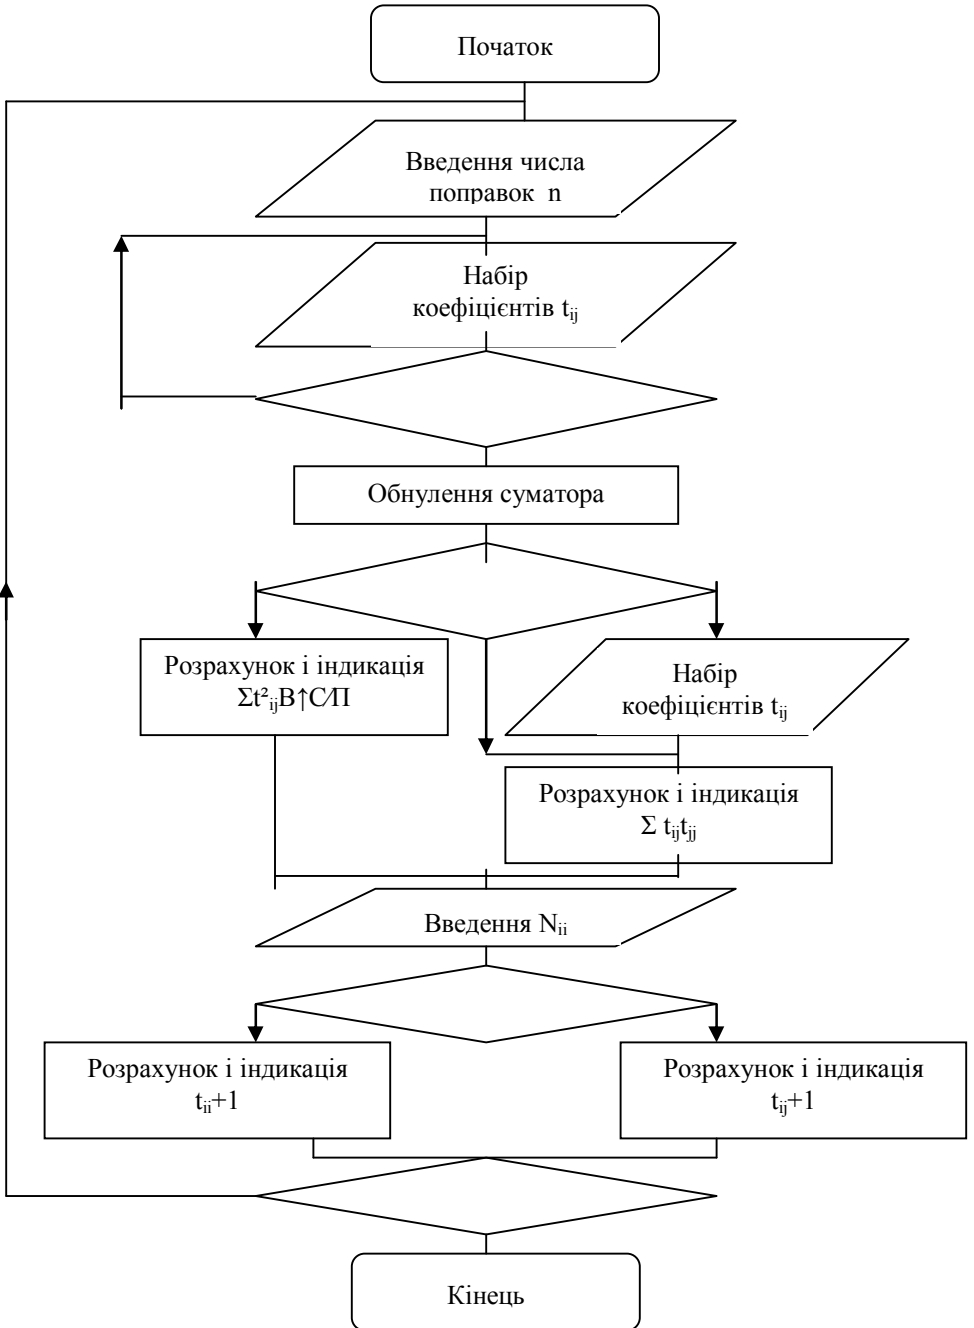 Початок
Введення числа
поправок n
Набір
коефіцієнтів tᵢⱼ
Обнулення суматора
Розрахунок і індикація
Σt²ᵢⱼB↑С/П
Набір
коефіцієнтів tᵢⱼ
Розрахунок і індикація
Σ tᵢⱼtⱼⱼ
Введення Nᵢᵢ
Розрахунок і індикація
tᵢᵢ+1
Розрахунок і індикація
tᵢⱼ+1
Кінець